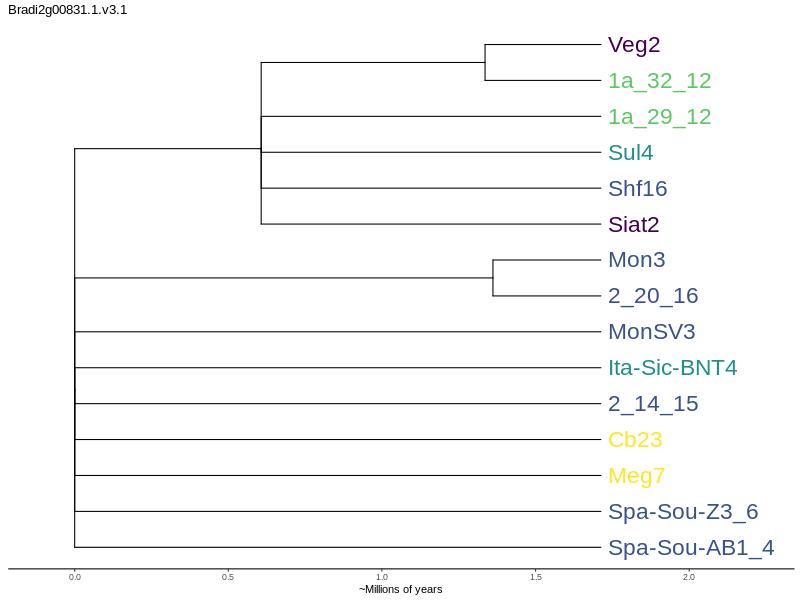 Bradi2g00831.1.v3.1
Veg2
1a_32_12
1a_29_12
Sul4
Shf16
Siat2
Mon3
2_20_16
MonSV3
Ita-Sic-BNT4
2_14_15
Cb23
Meg7
Spa-Sou-Z3_6
Spa-Sou-AB1_4
0.0 0.5 1.0 1.5 2.0
~Millions of years